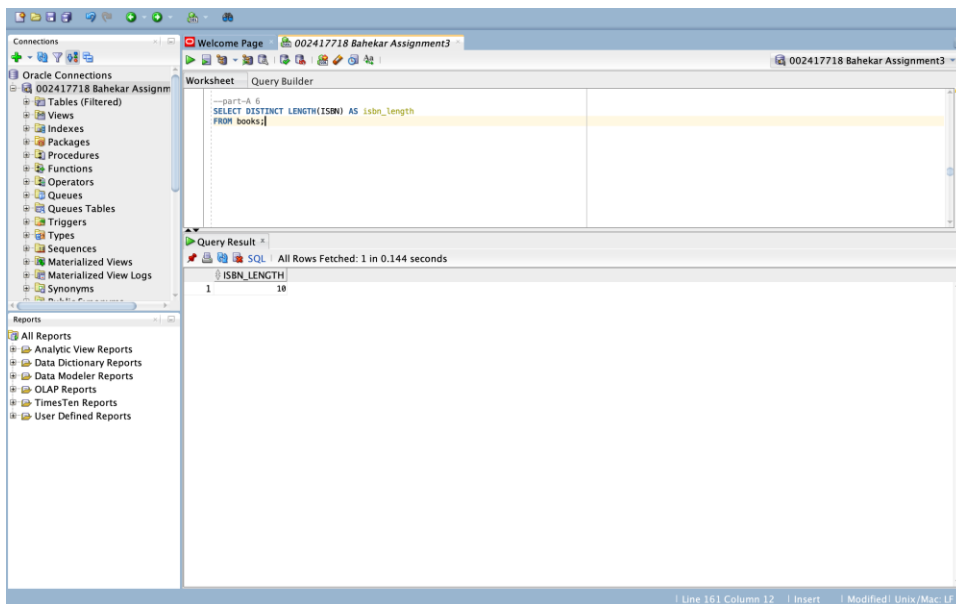 Connections
Oracle Connections
002417718 Bahekar Assignm
Tables (Filtered)
Views
Indexes
Packages
Procedures
Functions
Operators
Queues
Queues Tables
Triggers
Types
Sequences
Materialized Views
Materialized View Logs
Synonyms
Reports
All Reports
Analytic View Reports
Data Dictionary Reports
Data Modeler Reports
OLAP Reports
TimesTen Reports
User Defined Reports
Welcome Page
002417718 Bahekar Assignment3
002417718 Bahekar Assignment3
Worksheet Query Builder
--part-A 6
SELECT DISTINCT LENGTH(ISBN) AS isbn_length
FROM books;
Query Result
SQL | All Rows Fetched: 1 in 0.144 seconds
ISBN_LENGTH
1 10
| Line 161 Column 12 | Insert | Modified| Unix/Mac: LF